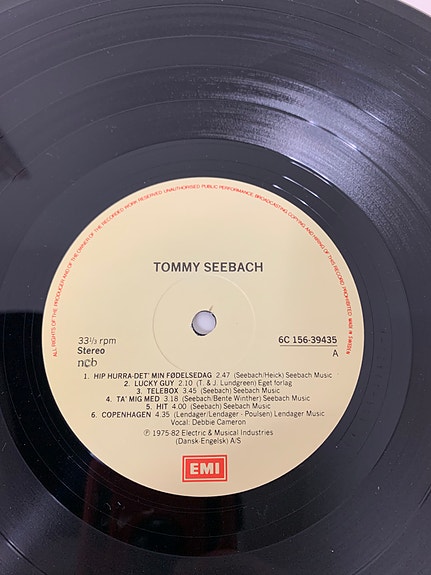 ALL RIGHTS OF THE PRODUCER AND OF THE OWNER OF THE RECORDED WORK RESERVED. UNAUTHORISED PUBLIC PERFORMANCE, BROADCASTING, COPYING AND HIRING OF THIS RECORD PROHIBITED. MADE IN SWEDEN
TOMMY SEEBACH
33⅓ rpm
Stereo
ncb
6C 156-39435
A
1. HIP HURRA-DET' MIN FØDELSEDAG 2.47 (Seebach/Heick) Seebach Music
2. LUCKY GUY 2.10 (T. & J. Lundgreen) Eget forlag
3. TELEBOX 3.45 (Seebach) Seebach Music
4. TA' MIG MED 3.18 (Seebach/Bente Winther) Seebach Music
5. HIT 4.00 (Seebach) Seebach Music
6. COPENHAGEN 4.35 (Lendager/Lendager - Poulsen) Lendager Music
Vocal: Debbie Cameron
℗ 1975-82 Electric & Musical Industries
(Dansk-Engelsk) A/S
EMI